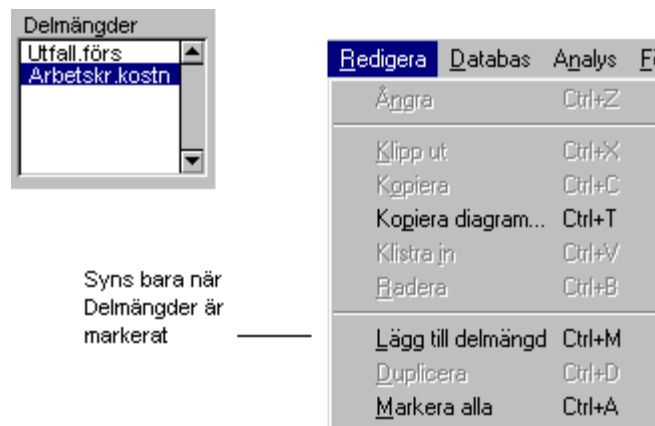 Delmängder
Utfall.förs
Arbetskr.kostn
Redigera Databas Analys Fö
Ångra Ctrl+Z
Klipp ut Ctrl+X
Kopiera Ctrl+C
Kopiera diagram... Ctrl+T
Klistra in Ctrl+V
Radera Ctrl+B
Lägg till delmängd Ctrl+M
Duplicera Ctrl+D
Markera alla Ctrl+A
Syns bara när
Delmängder är
markerat